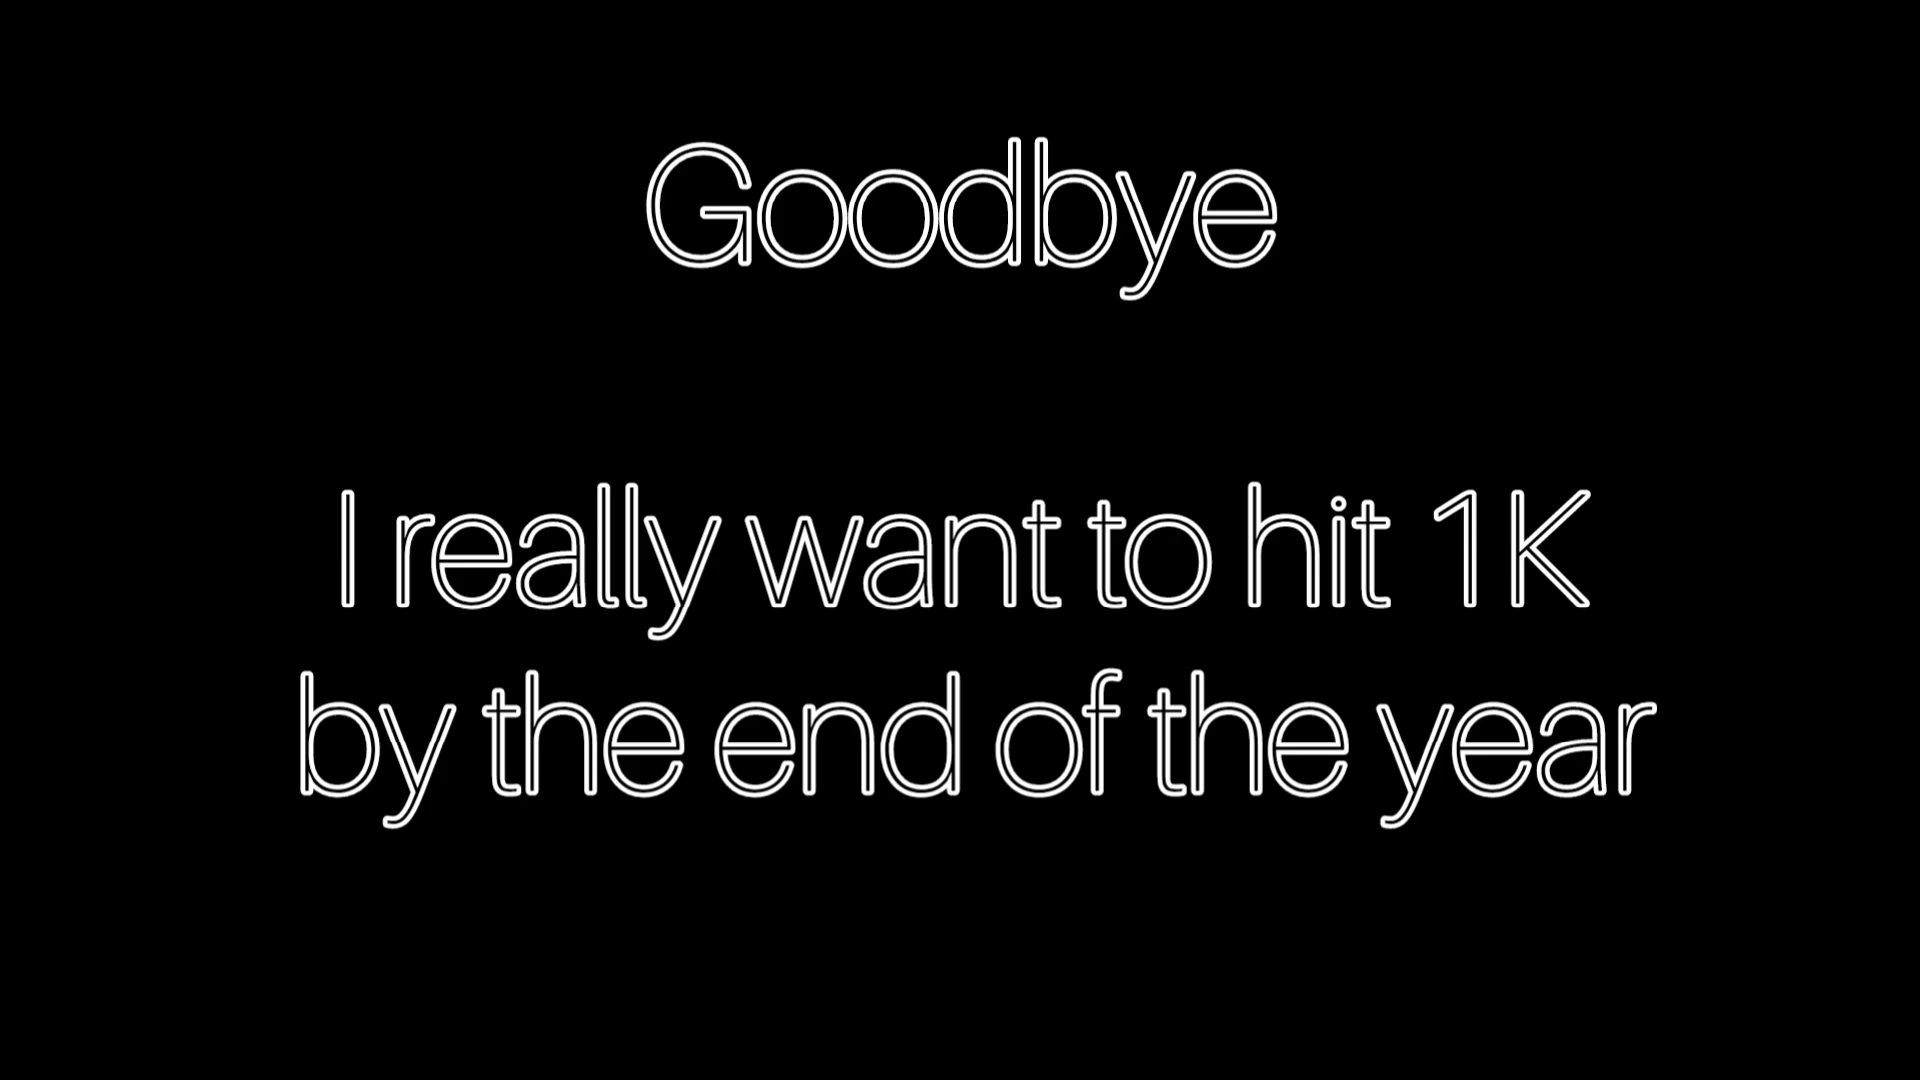 Goodbye
I really want to hit 1K
by the end of the year